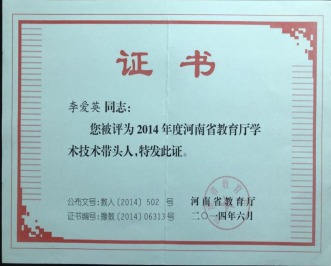 证书
李爱英同志：
您被评为2014年度河南省教育厅学
术技术带头人，特发此证。
公布文号：教人〔2014〕502 号
河南省教育厅
证书编号：豫教〔2014〕06313号
二〇一四年六月